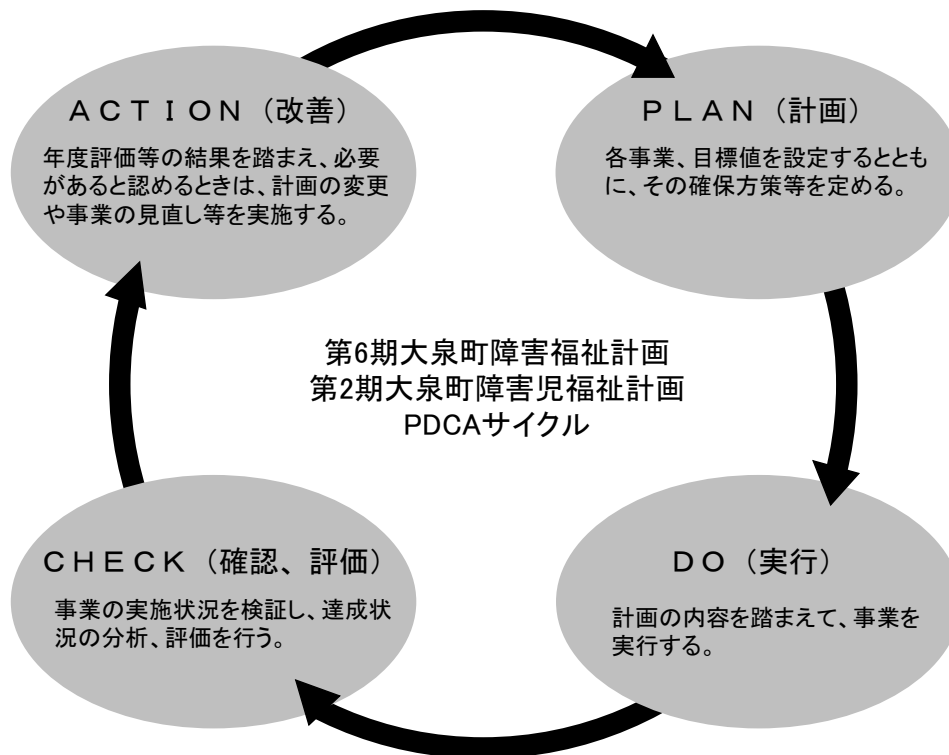 ACTION（改善）
年度評価等の結果を踏まえ、必要
があると認めるときは、計画の変更
や事業の見直し等を実施する。
PLAN（計画）
各事業、目標値を設定するととも
に、その確保方策等を定める。
第6期大泉町障害福祉計画
第2期大泉町障害児福祉計画
PDCAサイクル
CHECK（確認、評価）
事業の実施状況を検証し、達成状
況の分析、評価を行う。
DO（実行）
計画の内容を踏まえて、事業を
実行する。